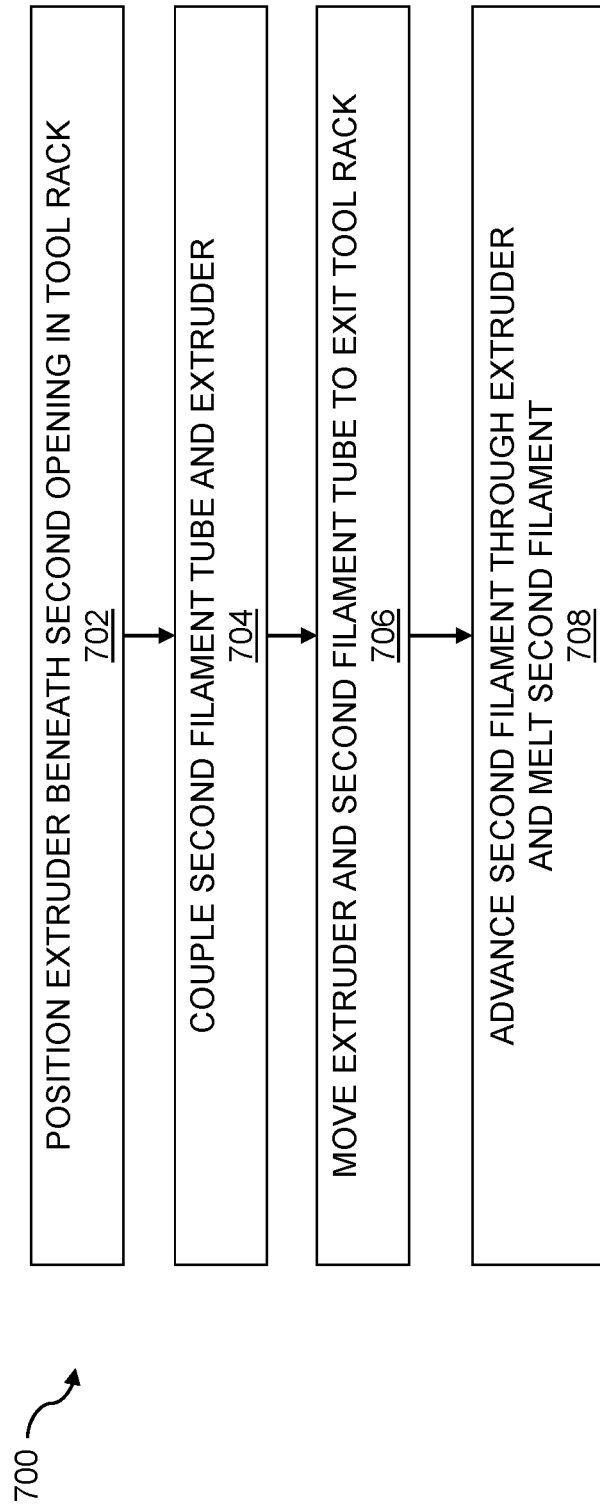 700
POSITION EXTRUDER BENEATH SECOND OPENING IN TOOL RACK
702
COUPLE SECOND FILAMENT TUBE AND EXTRUDER
704
MOVE EXTRUDER AND SECOND FILAMENT TUBE TO EXIT TOOL RACK
706
ADVANCE SECOND FILAMENT THROUGH EXTRUDER
AND MELT SECOND FILAMENT
708